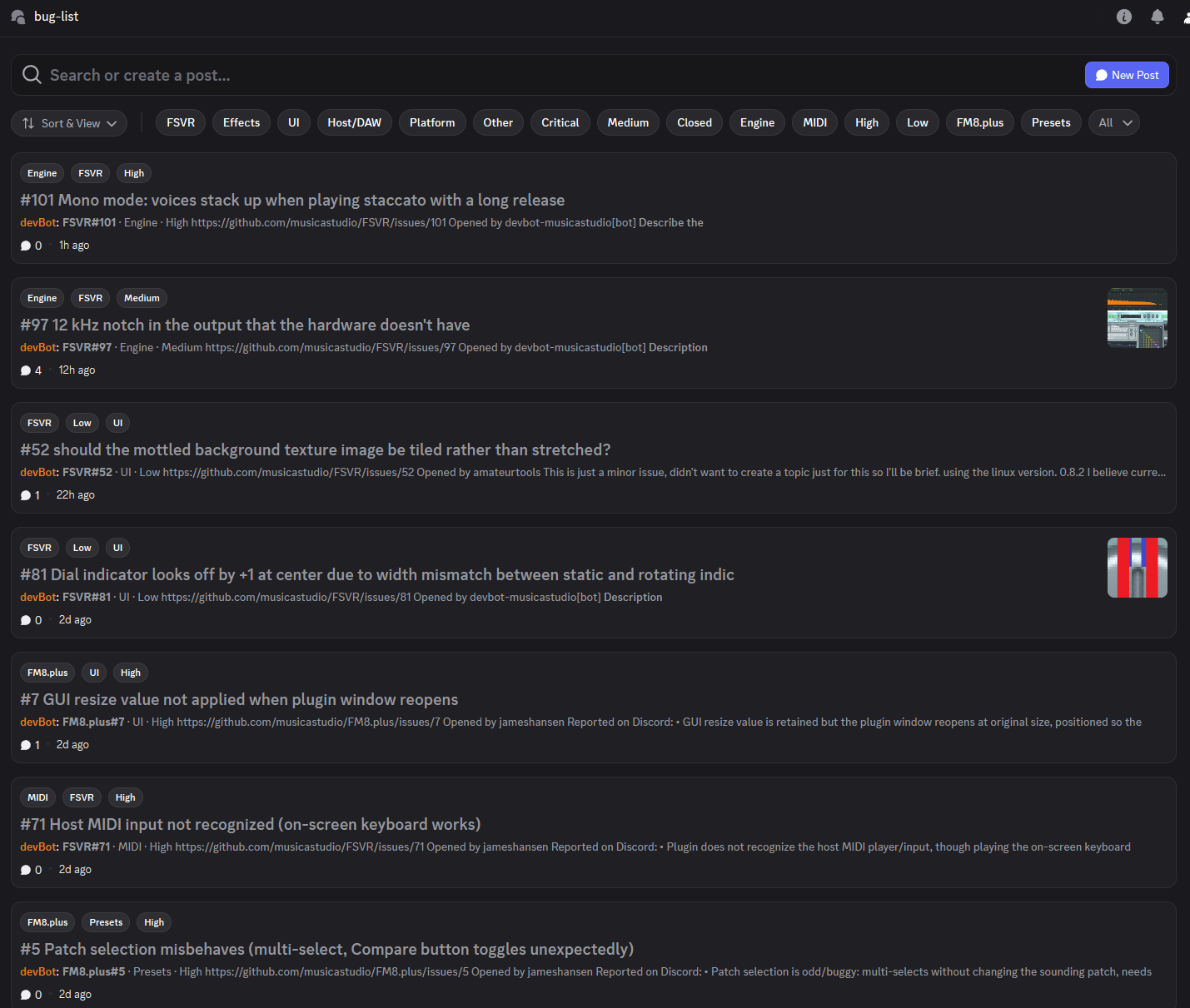 bug-list
Search or create a post...
New Post
Sort & View
FSVR
Effects
UI
Host/DAW
Platform
Other
Critical
Medium
Closed
Engine
MIDI
High
Low
FM8.plus
Presets
All
Engine FSVR High
#101 Mono mode: voices stack up when playing staccato with a long release
devBot: FSVR#101 · Engine · High https://github.com/musicastudio/FSVR/issues/101 Opened by devbot-musicastudio[bot] Describe the
0 · 1h ago
Engine FSVR Medium
#97 12 kHz notch in the output that the hardware doesn't have
devBot: FSVR#97 · Engine · Medium https://github.com/musicastudio/FSVR/issues/97 Opened by devbot-musicastudio[bot] Description
4 · 12h ago
FSVR Low UI
#52 should the mottled background texture image be tiled rather than stretched?
devBot: FSVR#52 · UI · Low https://github.com/musicastudio/FSVR/issues/52 Opened by amateurtools This is just a minor issue, didn't want to create a topic just for this so I'll be brief. using the linux version. 0.8.2 I believe curre...
1 · 22h ago
FSVR Low UI
#81 Dial indicator looks off by +1 at center due to width mismatch between static and rotating indic
devBot: FSVR#81 · UI · Low https://github.com/musicastudio/FSVR/issues/81 Opened by devbot-musicastudio[bot] Description
0 · 2d ago
FM8.plus UI High
#7 GUI resize value not applied when plugin window reopens
devBot: FM8.plus#7 · UI · High https://github.com/musicastudio/FM8.plus/issues/7 Opened by jameshansen Reported on Discord: • GUI resize value is retained but the plugin window reopens at original size, positioned so the
1 · 2d ago
MIDI FSVR High
#71 Host MIDI input not recognized (on-screen keyboard works)
devBot: FSVR#71 · MIDI · High https://github.com/musicastudio/FSVR/issues/71 Opened by jameshansen Reported on Discord: • Plugin does not recognize the host MIDI player/input, though playing the on-screen keyboard
0 · 2d ago
FM8.plus Presets High
#5 Patch selection misbehaves (multi-select, Compare button toggles unexpectedly)
devBot: FM8.plus#5 · Presets · High https://github.com/musicastudio/FM8.plus/issues/5 Opened by jameshansen Reported on Discord: • Patch selection is odd/buggy: multi-selects without changing the sounding patch, needs
0 · 2d ago